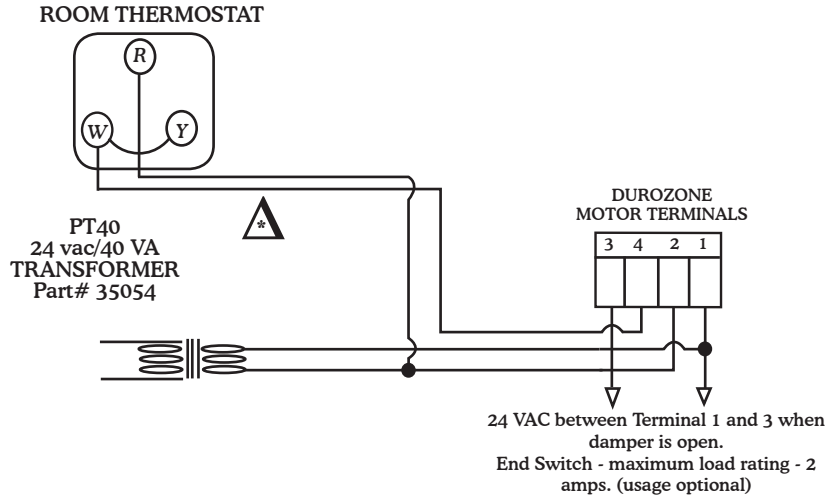 ROOM THERMOSTAT
R
W Y
*
PT40
24 vac/40 VA
TRANSFORMER
Part# 35054
DUROZONE
MOTOR TERMINALS
3 4 2 1
24 VAC between Terminal 1 and 3 when
damper is open.
End Switch - maximum load rating - 2
amps. (usage optional)